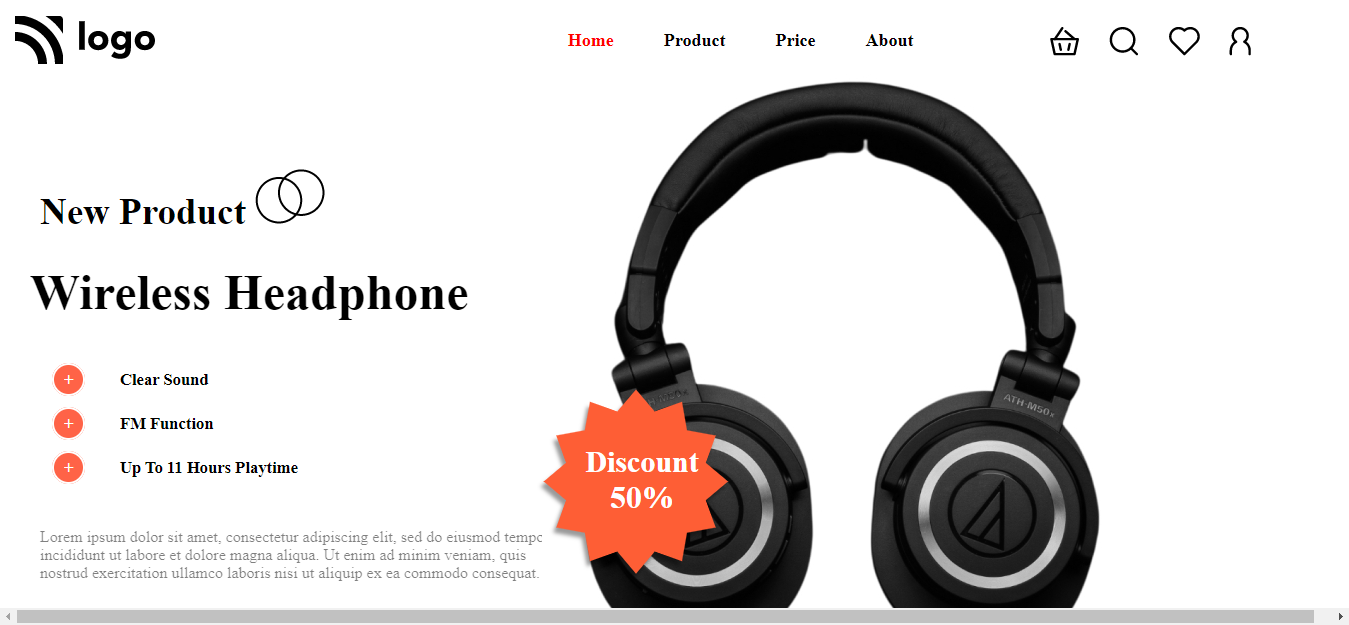 logo
Home Product Price About
New Product
Wireless Headphone
+ Clear Sound
+ FM Function
+ Up To 11 Hours Playtime
ATH-M50x
Discount
50%
Lorem ipsum dolor sit amet, consectetur adipiscing elit, sed do eiusmod tempo
incididunt ut labore et dolore magna aliqua. Ut enim ad minim veniam, quis
nostrud exercitation ullamco laboris nisi ut aliquip ex ea commodo consequat.